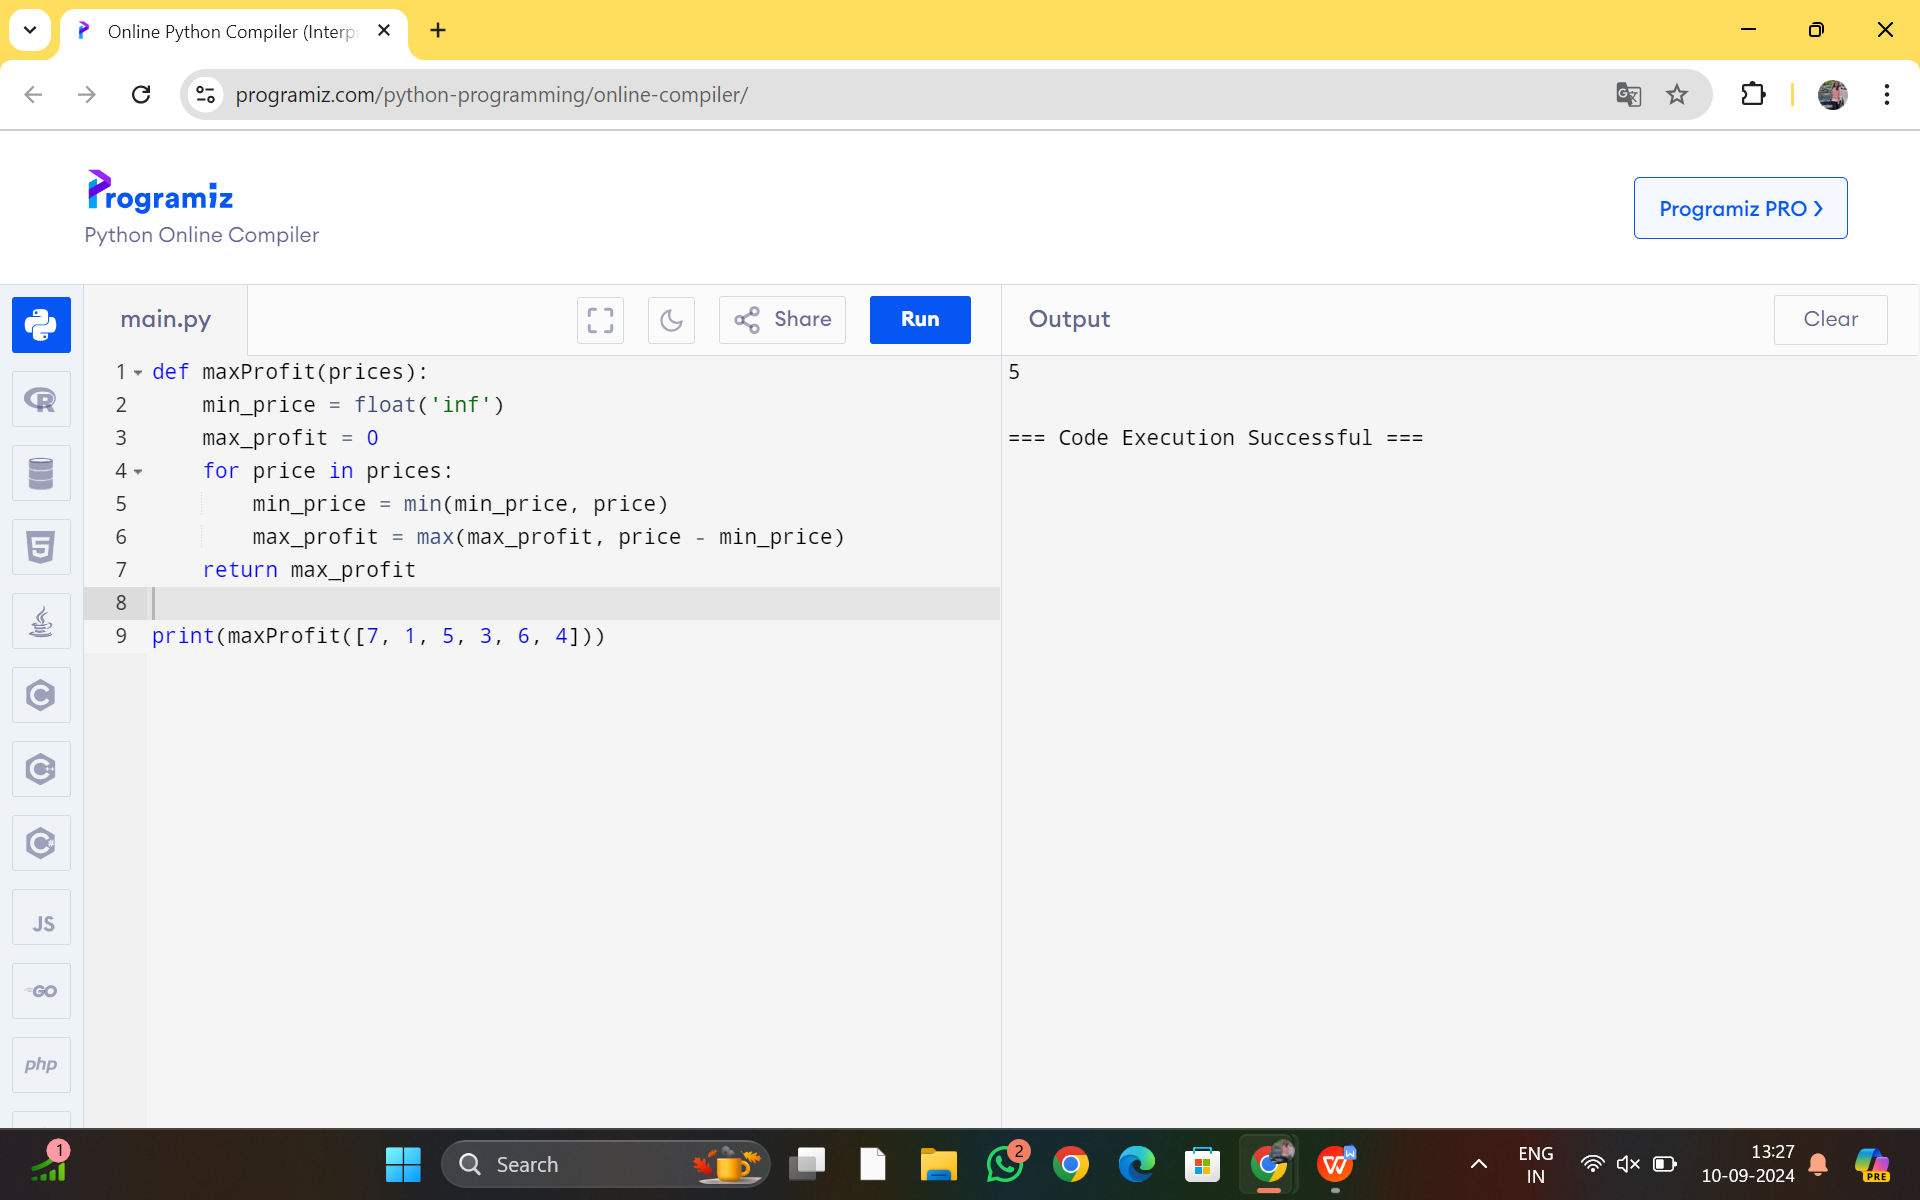 Online Python Compiler (Interp
programiz.com/python-programming/online-compiler/
Programiz
Python Online Compiler
Programiz PRO ❯
main.py
Share
Run
Output
Clear
1 def maxProfit(prices):
2     min_price = float('inf')
3     max_profit = 0
4     for price in prices:
5         min_price = min(min_price, price)
6         max_profit = max(max_profit, price - min_price)
7     return max_profit
8
9 print(maxProfit([7, 1, 5, 3, 6, 4]))
5
=== Code Execution Successful ===
R
5
C
C
C#
JS
GO
php
1
Search
2
W
W
ENG
IN
13:27
10-09-2024
PRE